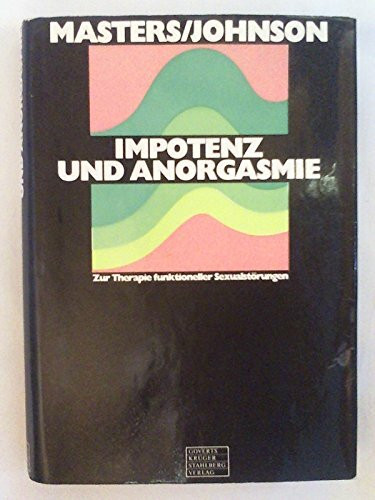 MASTERS/JOHNSON
IMPOTENZ
UND ANORGASMIE
Zur Therapie funktioneller Sexualstörungen
GOVERTS
KRÜGER
STAHLBERG
VERLAG